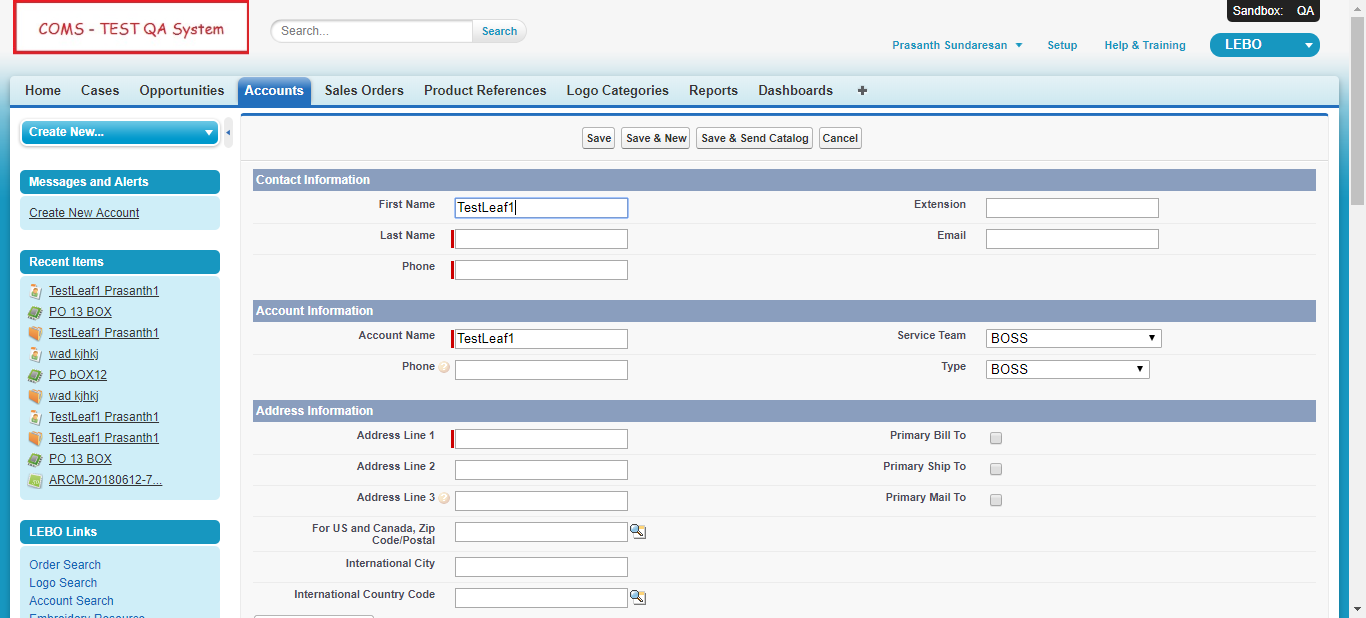 COMS - TEST QA System
Search...
Search
Sandbox: QA
Prasanth Sundaresan
Setup
Help & Training
LEBO
Home Cases Opportunities Accounts Sales Orders Product References Logo Categories Reports Dashboards +
Create New...
Messages and Alerts
Create New Account
Recent Items
TestLeaf1 Prasanth1
PO 13 BOX
TestLeaf1 Prasanth1
wad kjhkj
PO bOX12
wad kjhkj
TestLeaf1 Prasanth1
TestLeaf1 Prasanth1
PO 13 BOX
ARCM-20180612-7...
LEBO Links
Order Search
Logo Search
Account Search
Embroidery Resource
Save Save & New Save & Send Catalog Cancel
Contact Information
First Name TestLeaf1 Extension
Last Name Email
Phone
Account Information
Account Name TestLeaf1 Service Team BOSS
Phone ? Type BOSS
Address Information
Address Line 1 Primary Bill To
Address Line 2 Primary Ship To
Address Line 3 ? Primary Mail To
For US and Canada, Zip
Code/Postal
International City
International Country Code